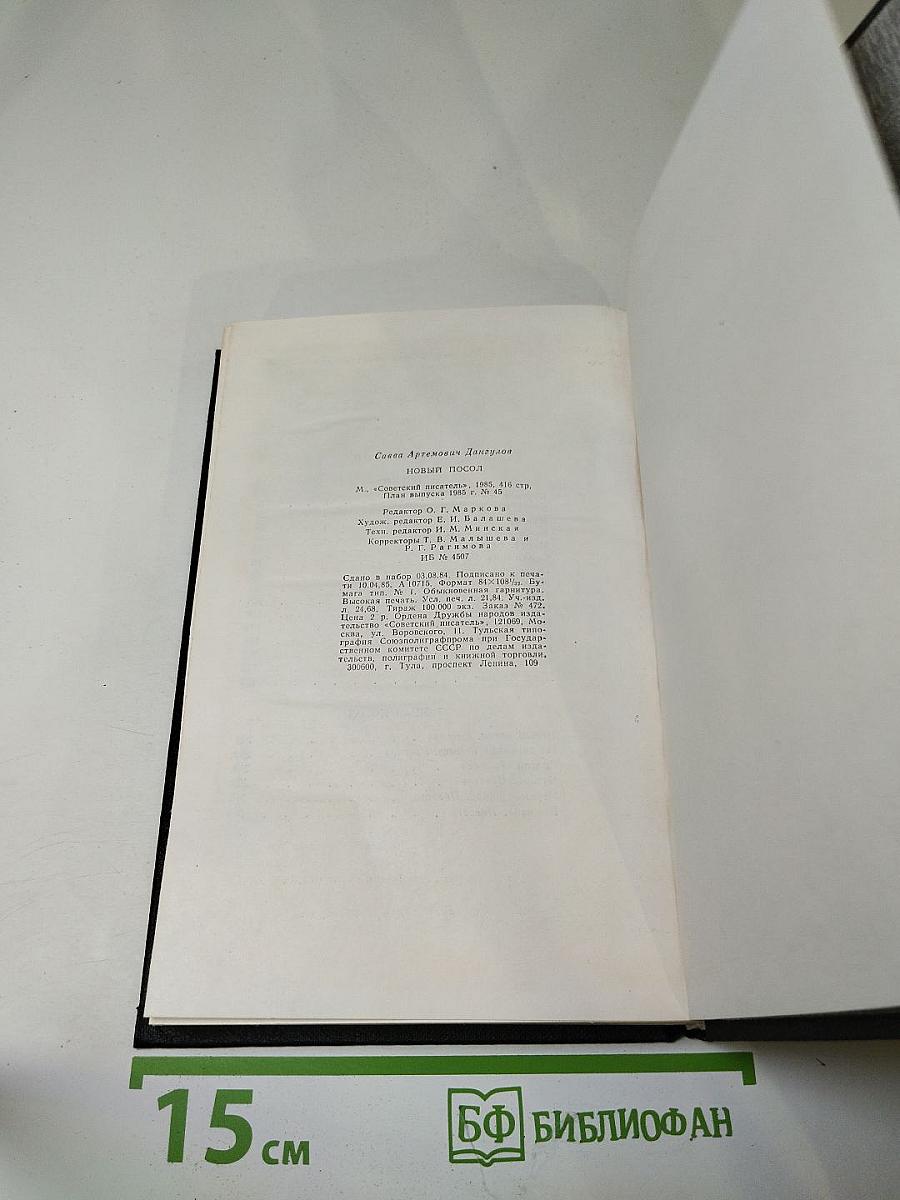 Савва Артемович Дангулов
НОВЫЙ ПОСОЛ
М., «Советский писатель», 1985, 416 стр.
План выпуска 1985 г. № 45
Редактор О. Г. Маркова
Худож. редактор Е. И. Балашева
Техн. редактор И. М. Минская
Корректоры Т. В. Малышева и
Р. Г. Рагимова
ИБ № 4507
Сдано в набор 03.08.84. Подписано к печа-
ти 10.04.85. А 10715. Формат 84×108¹/₃₂. Бу-
мага тип. № 1. Обыкновенная гарнитура.
Высокая печать. Усл. печ. л. 21,84. Уч.-изд.
л 24,68. Тираж 100 000 экз. Заказ № 472.
Цена 2 р. Ордена Дружбы народов изда-
тельство «Советский писатель», 121069, Мо-
сква, ул. Воровского, 11. Тульская типо-
графия Союзполиграфпрома при Государ-
ственном комитете СССР по делам изда-
тельств, полиграфии и книжной торговли.
300600, г. Тула, проспект Ленина, 109
15 см
БФ БИБЛИОФАН